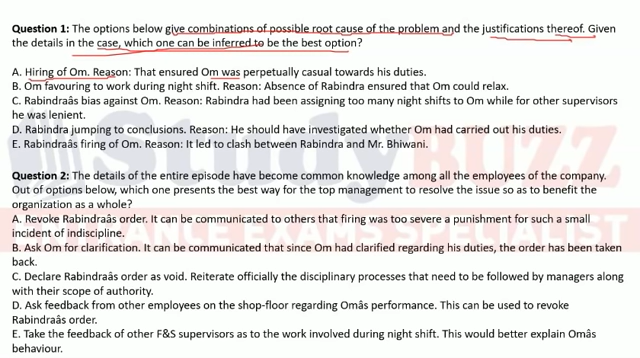 Question 1: The options below give combinations of possible root cause of the problem and the justifications thereof. Given
the details in the case, which one can be inferred to be the best option?
A. Hiring of Om. Reason: That ensured Om was perpetually casual towards his duties.
B. Om favouring to work during night shift. Reason: Absence of Rabindra ensured that Om could relax.
C. Rabindraâs bias against Om. Reason: Rabindra had been assigning too many night shifts to Om while for other supervisors
he was lenient.
D. Rabindra jumping to conclusions. Reason: He should have investigated whether Om had carried out his duties.
E. Rabindraâs firing of Om. Reason: It led to clash between Rabindra and Mr. Bhiwani.
Question 2: The details of the entire episode have become common knowledge among all the employees of the company.
Out of options below, which one presents the best way for the top management to resolve the issue so as to benefit the
organization as a whole?
A. Revoke Rabindraâs order. It can be communicated to others that firing was too severe a punishment for such a small
incident of indiscipline.
B. Ask Om for clarification. It can be communicated that since Om had clarified regarding his duties, the order has been taken
back.
C. Declare Rabindraâs order as void. Reiterate officially the disciplinary processes that need to be followed by managers along
with their scope of authority.
D. Ask feedback from other employees on the shop-floor regarding Omâs performance. This can be used to revoke
Rabindraâs order.
E. Take the feedback of other F&S supervisors as to the work involved during night shift. This would better explain Omâs
behaviour.